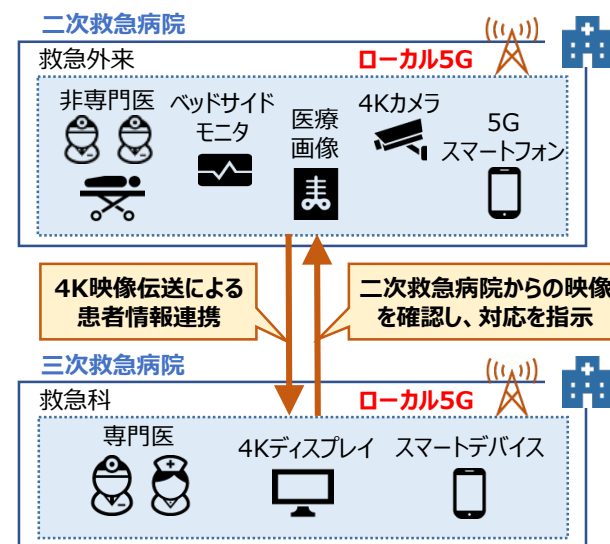 二次救急病院
救急外来
ローカル5G
非専門医
ベッドサイド
モニタ
医療
画像
4Kカメラ
5G
スマートフォン
4K映像伝送による
患者情報連携
二次救急病院からの映像
を確認し、対応を指示
三次救急病院
救急科
ローカル5G
専門医
4Kディスプレイ
スマートデバイス